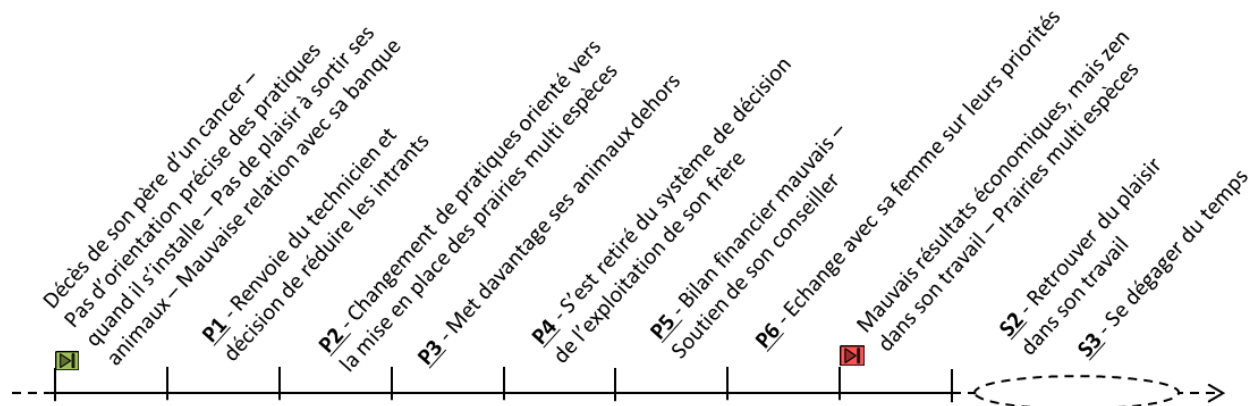 Décès de son père d'un cancer –
Pas d'orientation précise des pratiques
quand il s'installe – Pas de plaisir à sortir ses
animaux – Mauvaise relation avec sa banque
P1 - Renvoie du technicien et
décision de réduire les intrants
P2 - Changement de pratiques orienté vers
la mise en place des prairies multi espèces
P3 - Met davantage ses animaux dehors
P4 - S'est retiré du système de décision
de l'exploitation de son frère
P5 - Bilan financier mauvais –
Soutien de son conseiller
P6 - Echange avec sa femme sur leurs priorités
Mauvais résultats économiques, mais zen
dans son travail – Prairies multi espèces
S2 - Retrouver du plaisir
dans son travail
S3 - Se dégager du temps